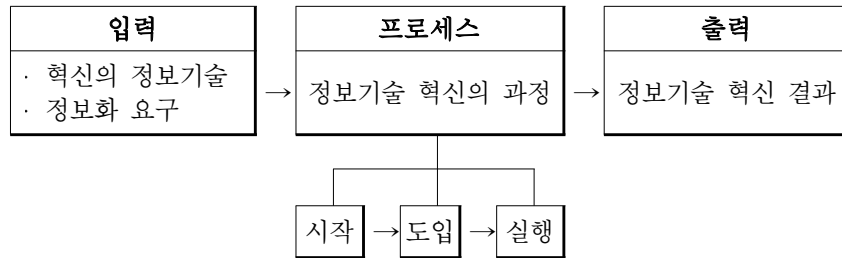 입력
· 혁신의 정보기술
· 정보화 요구
→
프로세스
정보기술 혁신의 과정
→
출력
정보기술 혁신 결과
시작 → 도입 → 실행